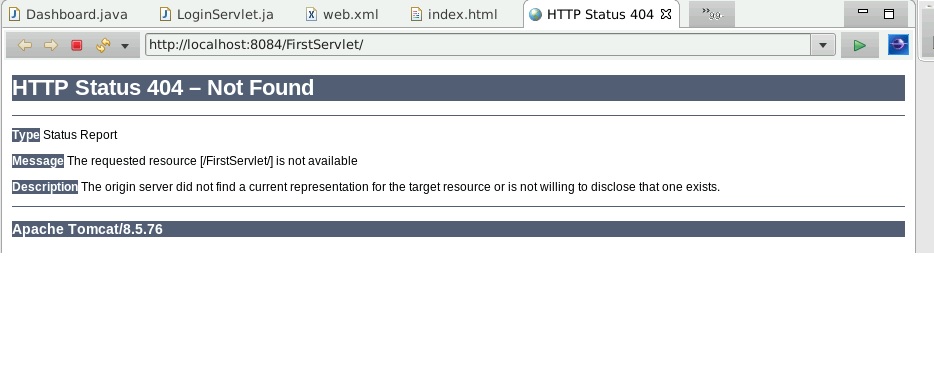 Dashboard.java LoginServlet.ja web.xml index.html HTTP Status 404
http://localhost:8084/FirstServlet/
HTTP Status 404 – Not Found
Type Status Report
Message The requested resource [/FirstServlet/] is not available
Description The origin server did not find a current representation for the target resource or is not willing to disclose that one exists.
Apache Tomcat/8.5.76